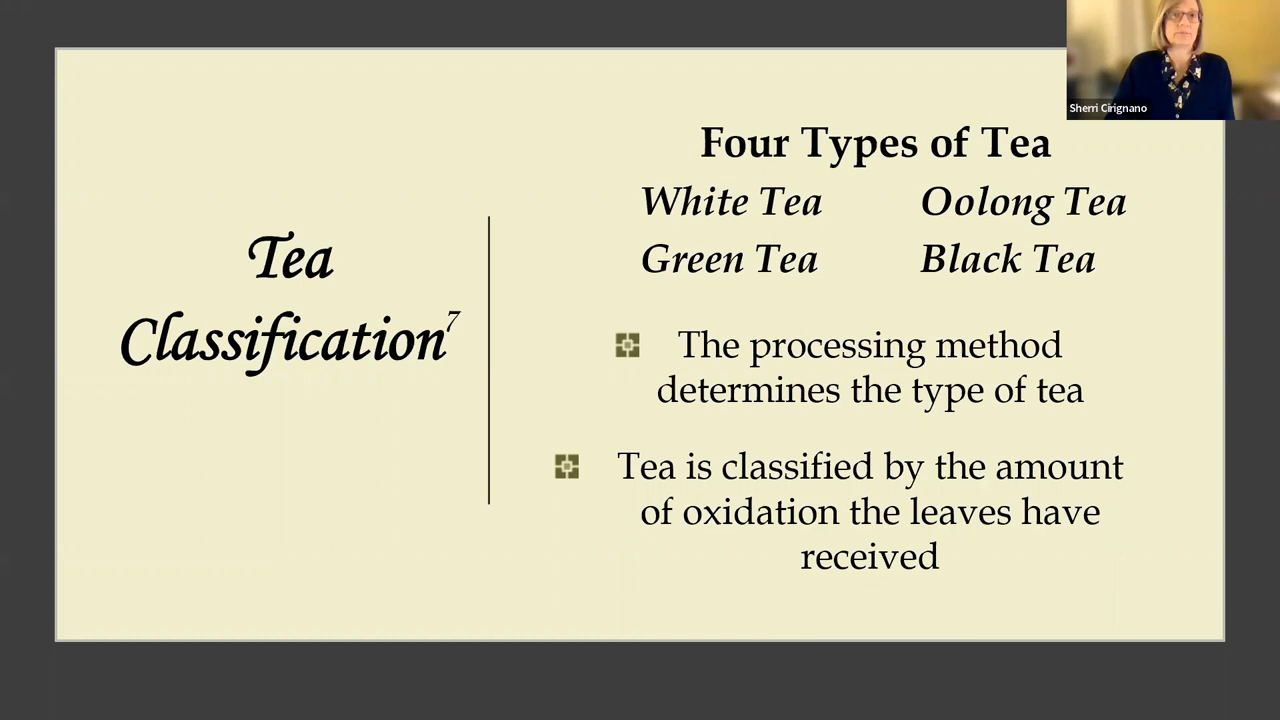 Sherri Cirignano
Tea
Classification7
Four Types of Tea
White Tea Oolong Tea
Green Tea Black Tea
The processing method
determines the type of tea
Tea is classified by the amount
of oxidation the leaves have
received